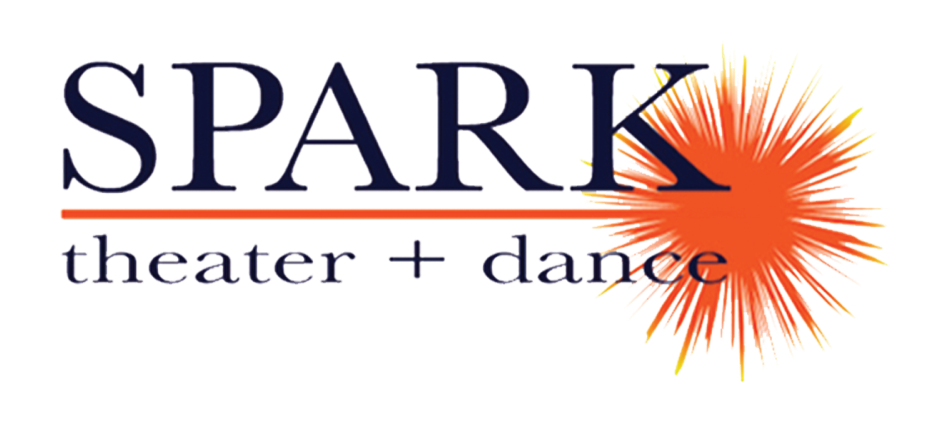 SPARK
theater + dance